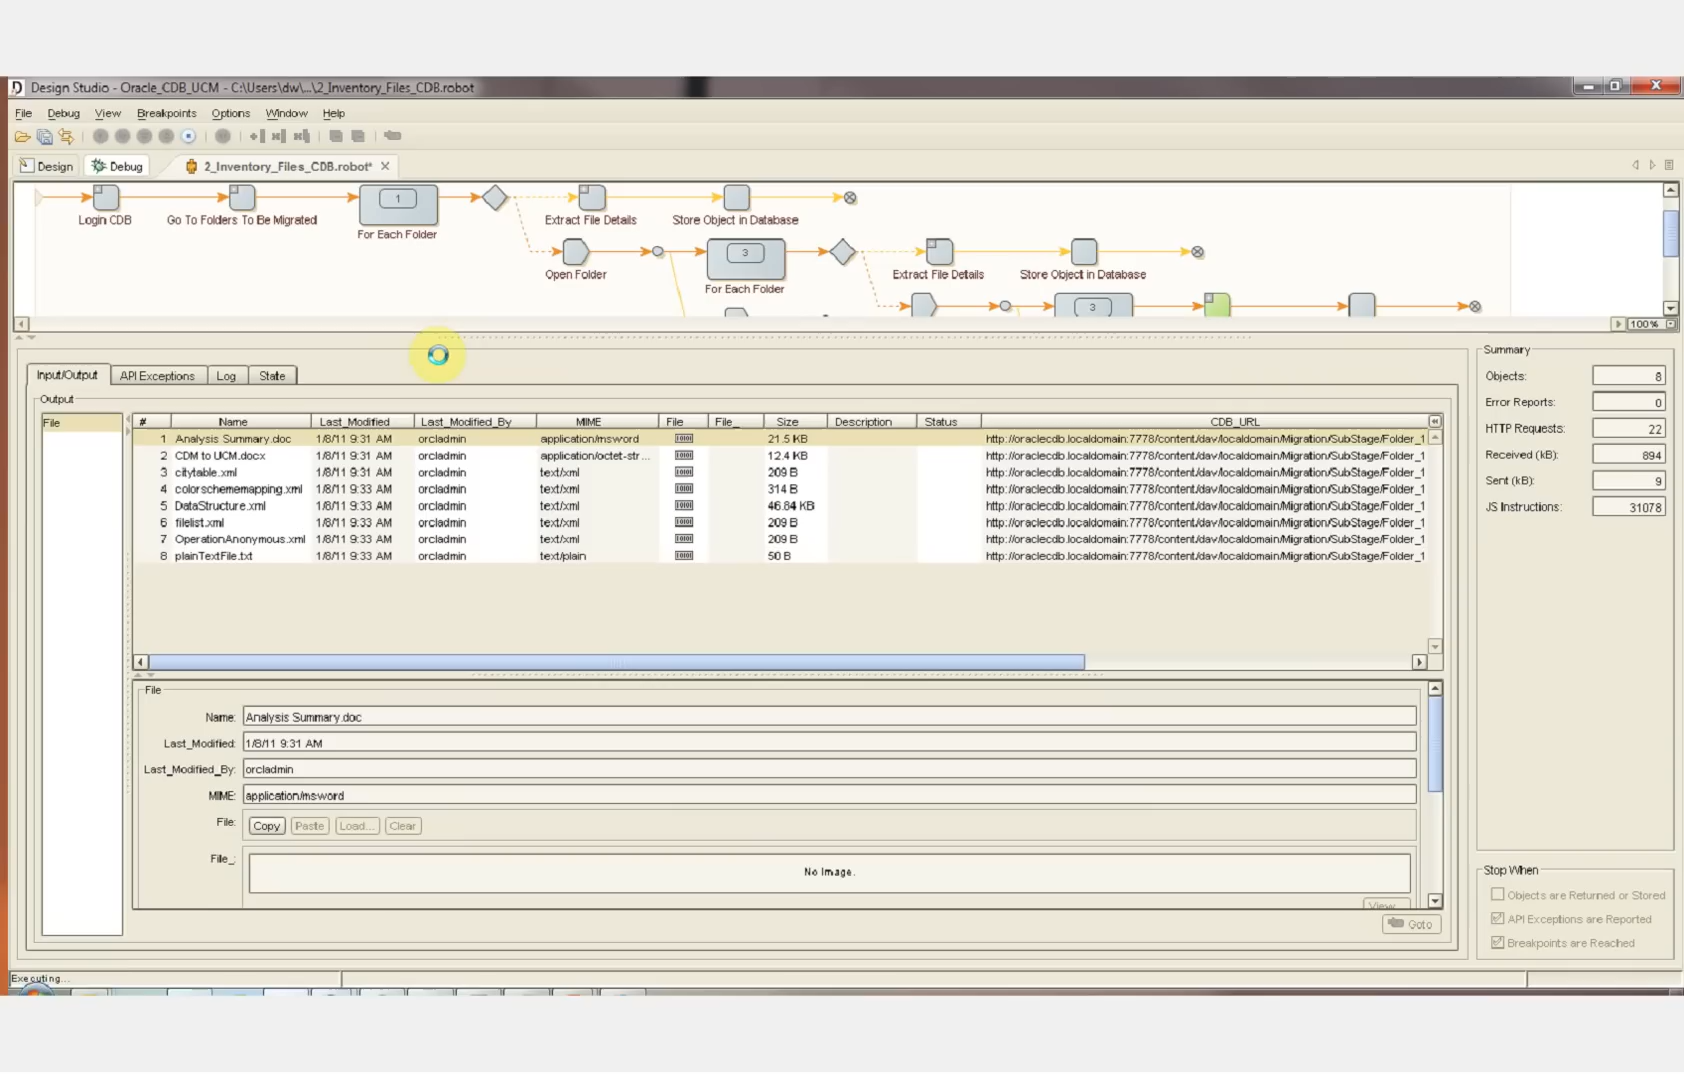 Design Studio - Oracle_CDB_UCM - C:\Users\dw\...\2_Inventory_Files_CDB.robot
File Debug View Breakpoints Options Window Help
Design Debug 2_Inventory_Files_CDB.robot*
1
Login CDB Go To Folders To Be Migrated For Each Folder Extract File Details Store Object in Database
3
Open Folder For Each Folder Extract File Details Store Object in Database
3
100%
Input/Output API Exceptions Log State
Output
File
# Name Last_Modified Last_Modified_By MIME File File_ Size Description Status CDB_URL
1 Analysis Summary.doc 1/8/11 9:31 AM orcladmin application/msword 21.5 KB http://oraclecdb.localdomain:7778/content/dav/localdomain/Migration/SubStage/Folder_1
2 CDM to UCM.docx 1/8/11 9:31 AM orcladmin application/octet-str... 12.4 KB http://oraclecdb.localdomain:7778/content/dav/localdomain/Migration/SubStage/Folder_1
3 citytable.xml 1/8/11 9:31 AM orcladmin text/xml 209 B http://oraclecdb.localdomain:7778/content/dav/localdomain/Migration/SubStage/Folder_1
4 colorschememapping.xml 1/8/11 9:33 AM orcladmin text/xml 314 B http://oraclecdb.localdomain:7778/content/dav/localdomain/Migration/SubStage/Folder_1
5 DataStructure.xml 1/8/11 9:33 AM orcladmin text/xml 46.84 KB http://oraclecdb.localdomain:7778/content/dav/localdomain/Migration/SubStage/Folder_1
6 filelist.xml 1/8/11 9:33 AM orcladmin text/xml 209 B http://oraclecdb.localdomain:7778/content/dav/localdomain/Migration/SubStage/Folder_1
7 OperationAnonymous.xml 1/8/11 9:33 AM orcladmin text/xml 209 B http://oraclecdb.localdomain:7778/content/dav/localdomain/Migration/SubStage/Folder_1
8 plainTextFile.txt 1/8/11 9:33 AM orcladmin text/plain 50 B http://oraclecdb.localdomain:7778/content/dav/localdomain/Migration/SubStage/Folder_1
File
Name: Analysis Summary.doc
Last_Modified: 1/8/11 9:31 AM
Last_Modified_By: orcladmin
MIME: application/msword
File: Copy Paste Load... Clear
File_: No Image.
View...
Goto
Summary
Objects: 8
Error Reports: 0
HTTP Requests: 22
Received (kB): 894
Sent (kB): 9
JS Instructions: 31078
Stop When
Objects are Returned or Stored
API Exceptions are Reported
Breakpoints are Reached
Executing...